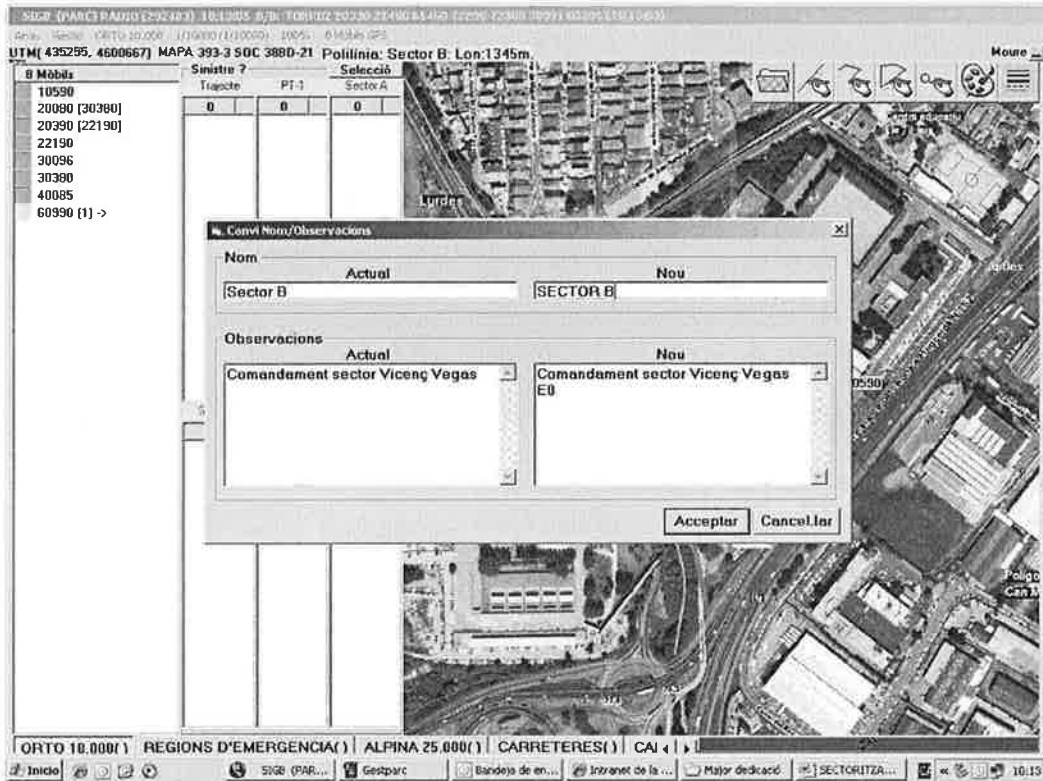 UTM( 435255, 4600667) MAPA 393-3 SOC 388D-21 Polilínia: Sector B: Lon:1345m.
Moure
8 Mòbils
10590
20090 [30380]
20390 [22190]
22190
30096
30380
40085
60990 [1] ->
Sinistre ?
Trajecte
PT-1
0
0
Selecció
Sector A
0
Lurdes
Convi Nom/Observacions
Nom
Actual
Nou
Sector B
SECTOR B
Observacions
Actual
Nou
Comandament sector Vicenç Vegas
Comandament sector Vicenç Vegas
E0
Acceptar
Cancel.lar
Polígo
Can M
ORTO 10.000( )
REGIONS D'EMERGENCIA( )
ALPINA 25.000( )
CARRETERES( )
CAI
Inicio
SIGB (PAR...
Gestparc
Bandeja de en...
Intranet de la ...
Major dedicació
SECTORITZA...
10:13